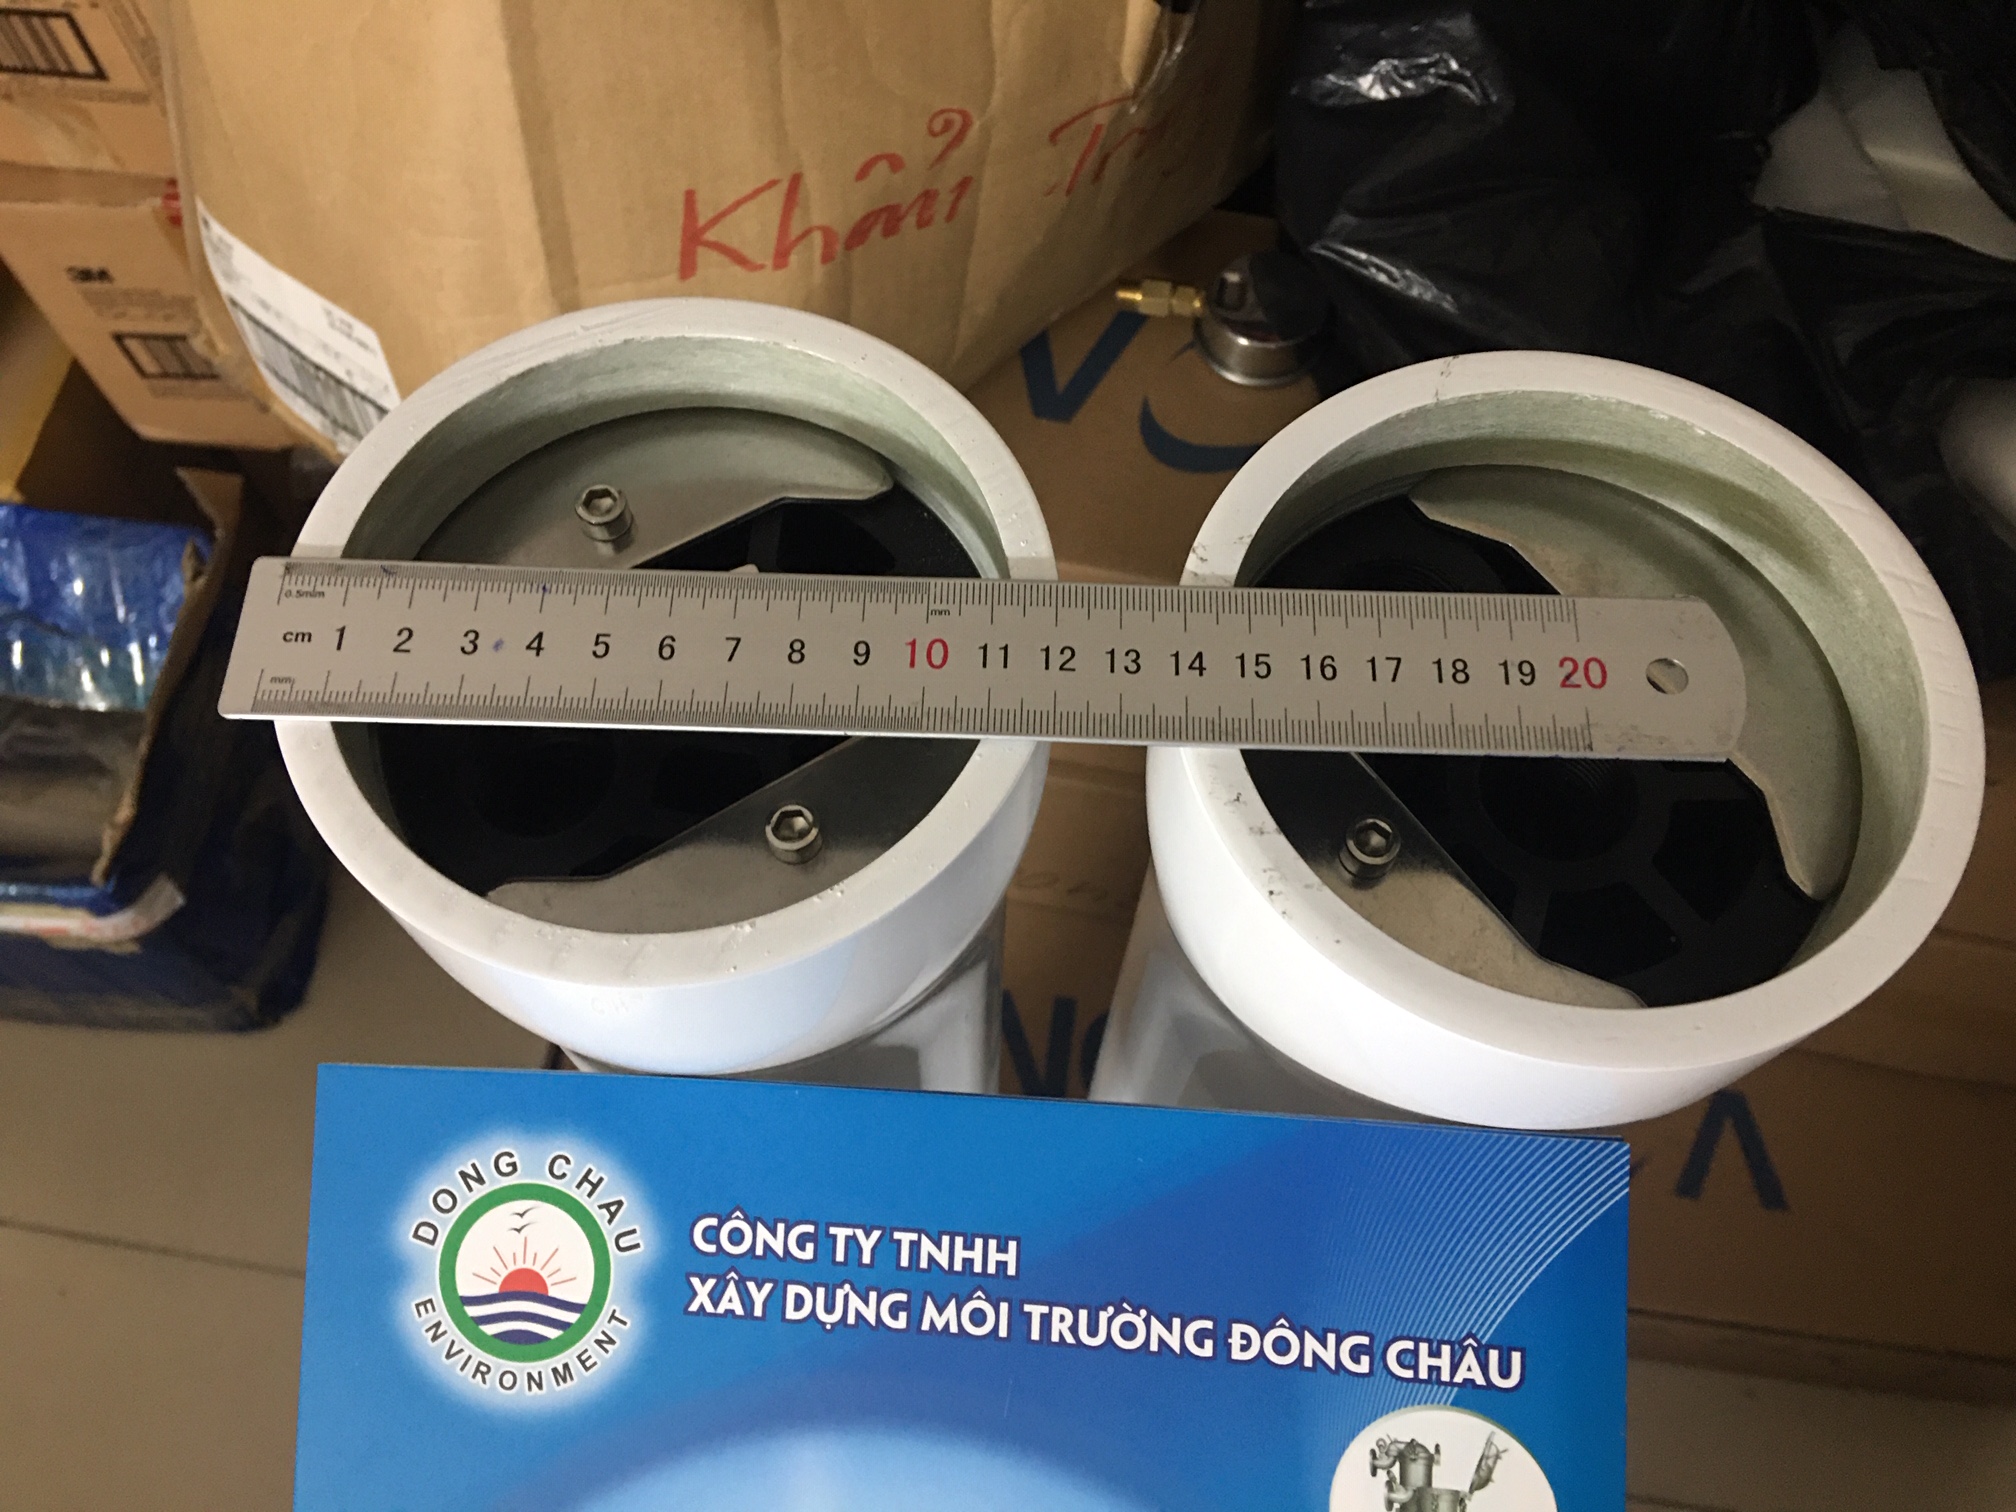 Khẩu Tr
3M
0.5mm
mm
cm 1 2 3 4 5 6 7 8 9 10 11 12 13 14 15 16 17 18 19 20
mm
DONG CHAU
ENVIRONMENT
CÔNG TY TNHH
XÂY DỰNG MÔI TRƯỜNG ĐÔNG CHÂU